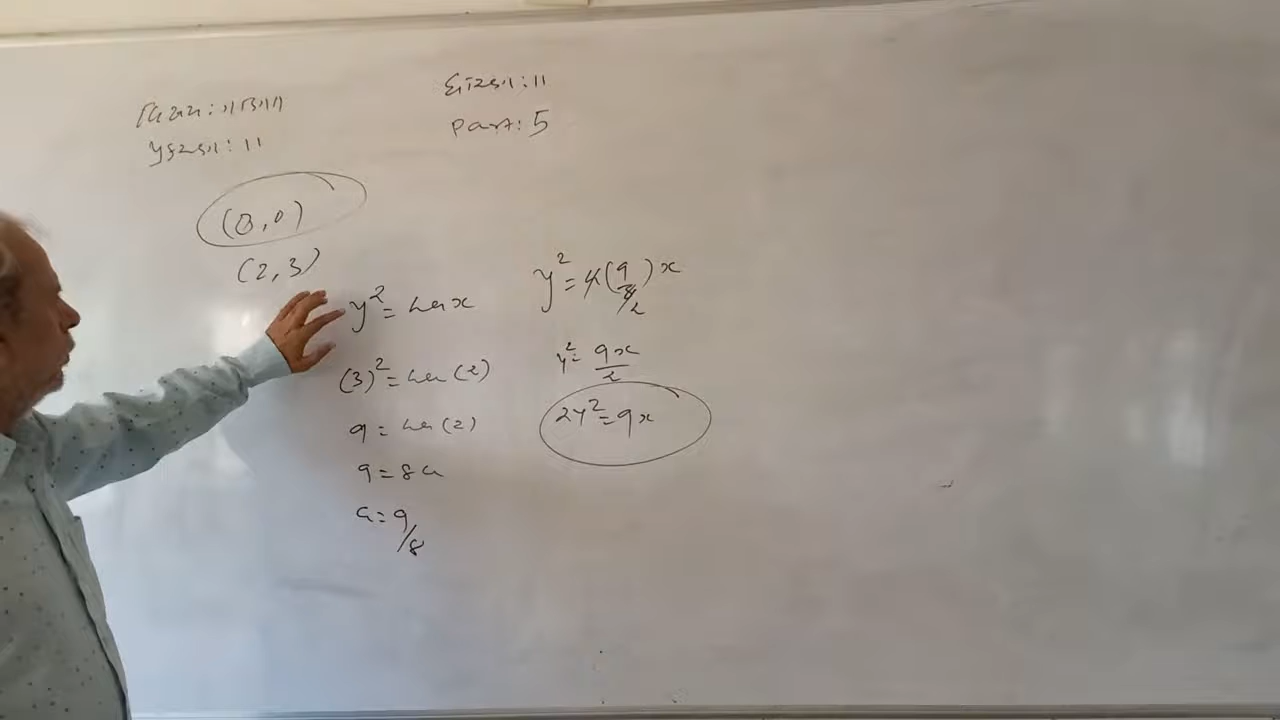 part: 5
(0,0)
(2,3)
y² = 4ax
(3)² = 4a(2)
9 = 4a(2)
9 = 8a
a = 9/8
y² = 4(9/8)x
2
y² = 9x/2
2y² = 9x